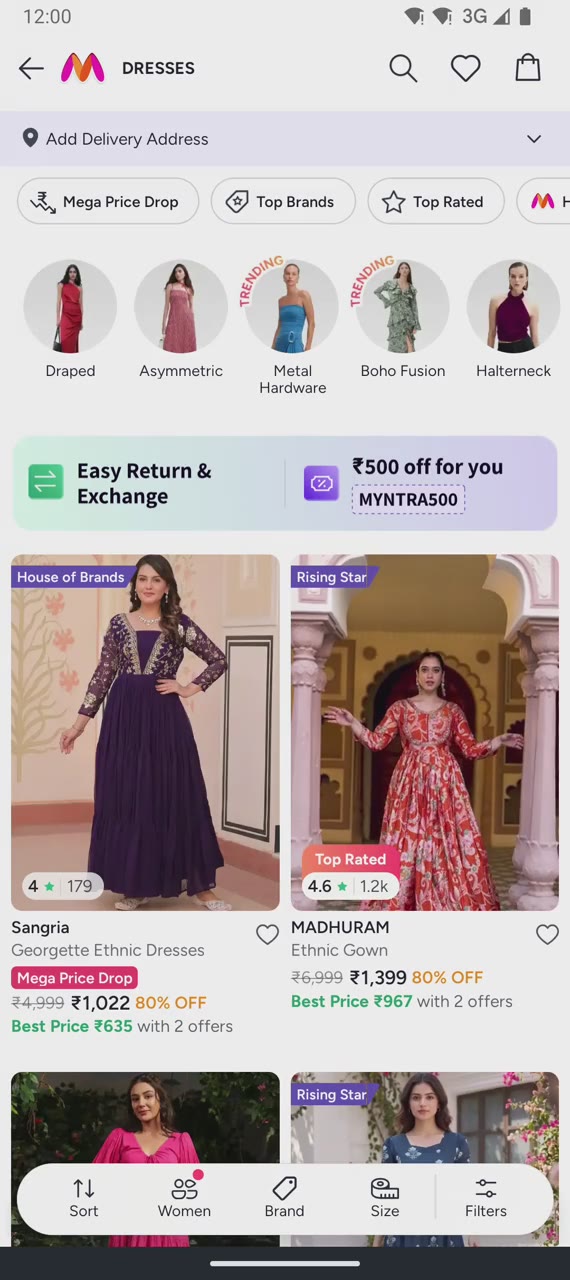 12:00
3G
DRESSES
Add Delivery Address
Mega Price Drop
Top Brands
Top Rated
H
TRENDING
TRENDING
Draped
Asymmetric
Metal
Hardware
Boho Fusion
Halterneck
Easy Return &
Exchange
₹500 off for you
MYNTRA500
House of Brands
Rising Star
Top Rated
4 ★ 179
4.6 ★ 1.2k
Sangria
Georgette Ethnic Dresses
Mega Price Drop
₹4,999 ₹1,022 80% OFF
Best Price ₹635 with 2 offers
MADHURAM
Ethnic Gown
₹6,999 ₹1,399 80% OFF
Best Price ₹967 with 2 offers
Rising Star
Sort
Women
Brand
Size
Filters